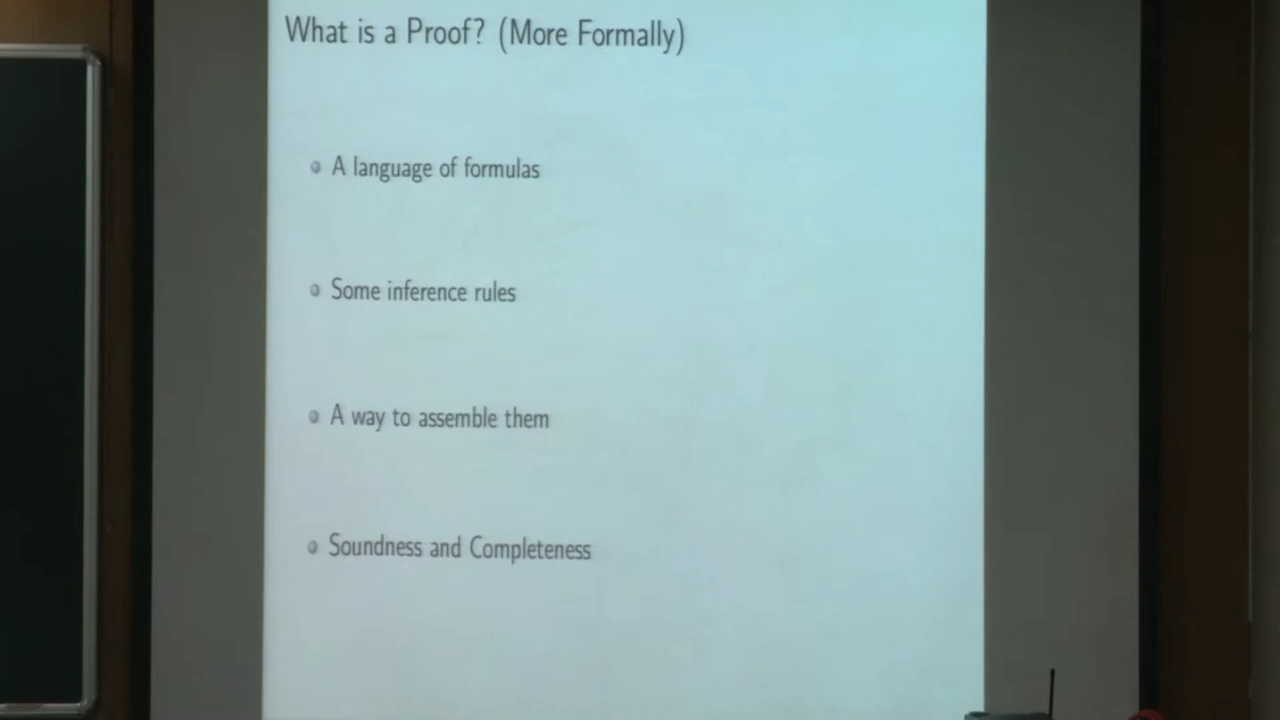 What is a Proof? (More Formally)
A language of formulas
Some inference rules
A way to assemble them
Soundness and Completeness